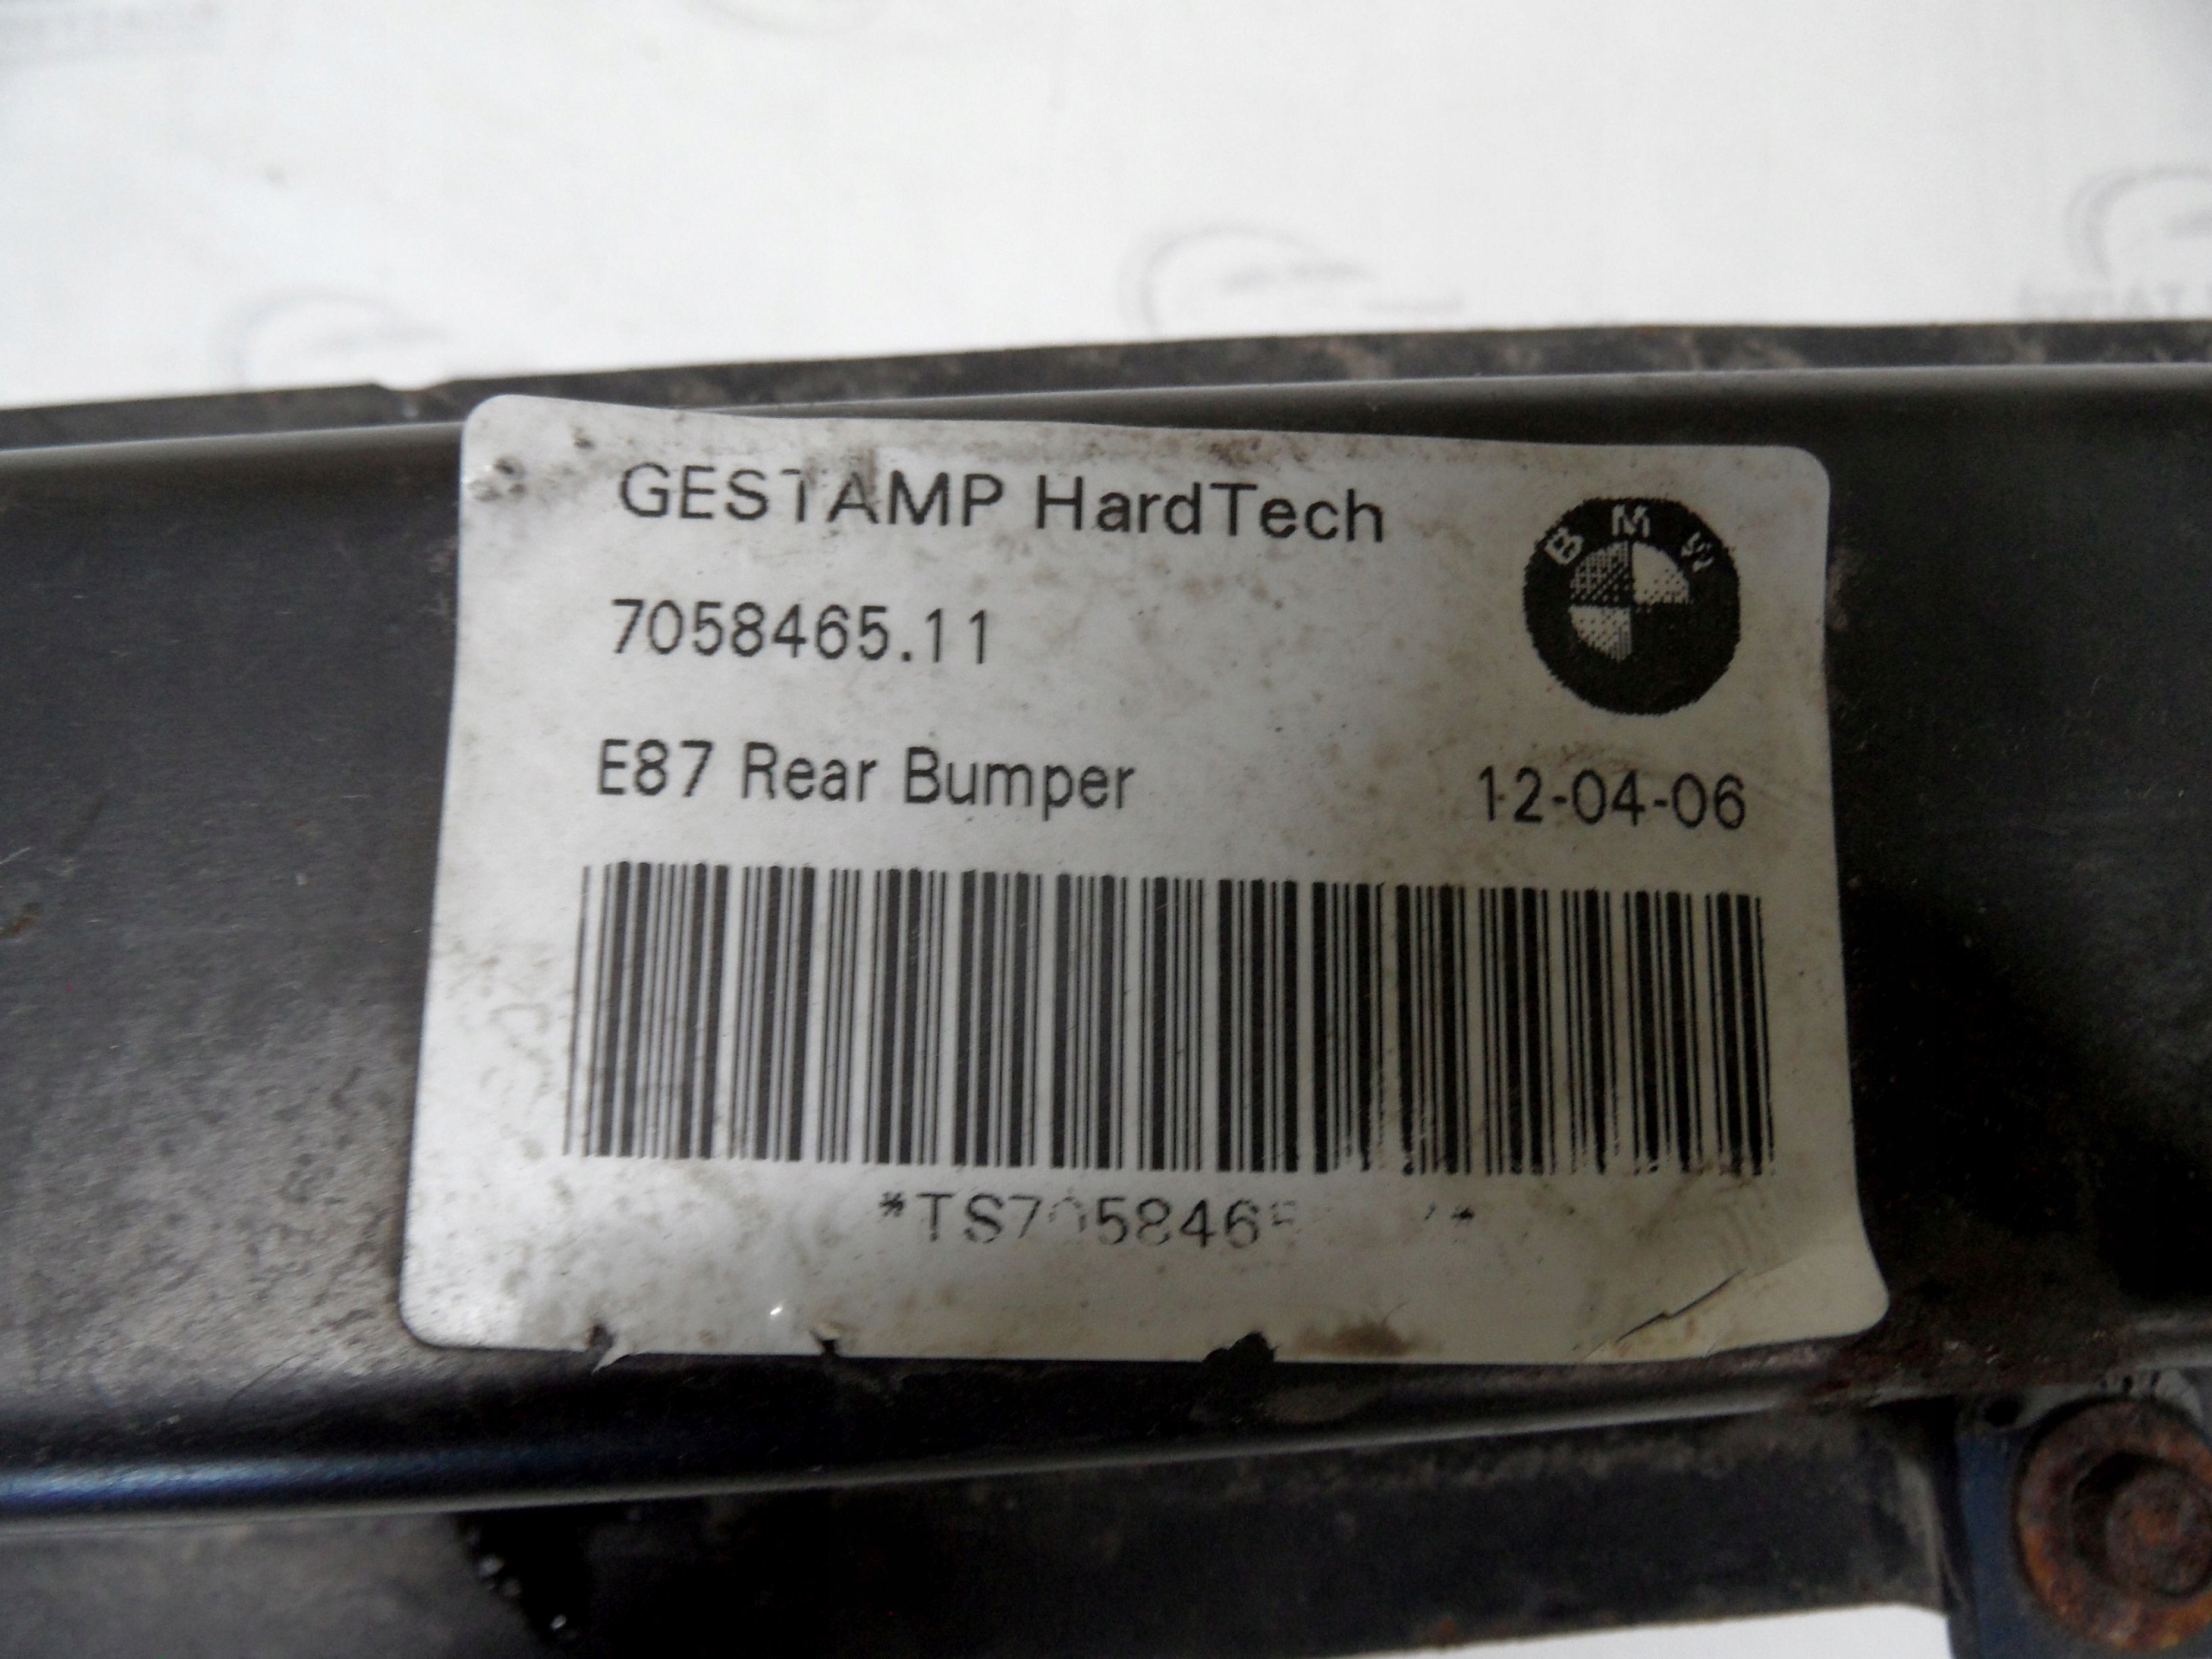 GESTAMP HardTech
BMW
7058465.11
E87 Rear Bumper
12-04-06